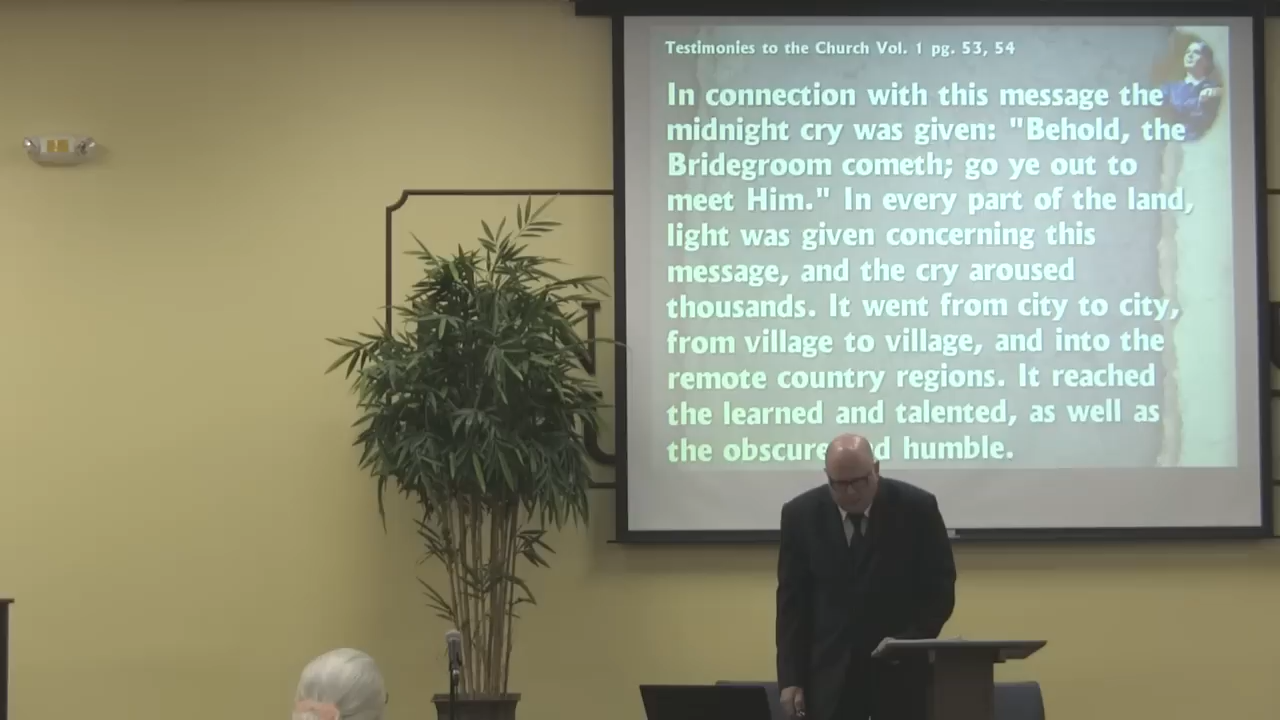 Testimonies to the Church Vol. 1 pg. 53, 54
In connection with this message the
midnight cry was given: "Behold, the
Bridegroom cometh; go ye out to
meet Him." In every part of the land,
light was given concerning this
message, and the cry aroused
thousands. It went from city to city,
from village to village, and into the
remote country regions. It reached
the learned and talented, as well as
the obscure d humble.